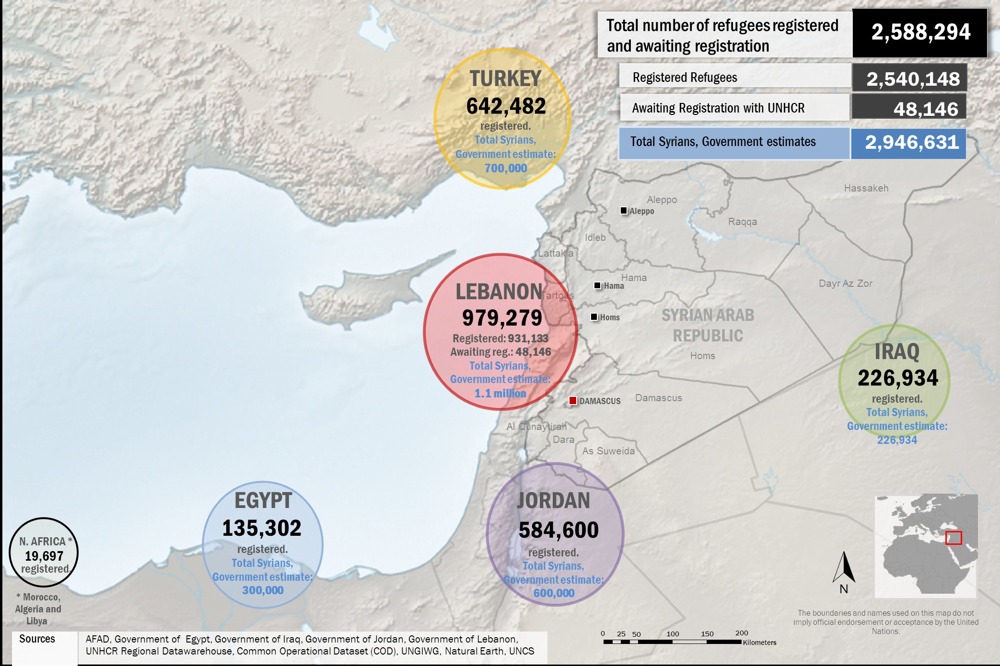 Total number of refugees registered
and awaiting registration
2,588,294
Registered Refugees
2,540,148
Awaiting Registration with UNHCR
48,146
Total Syrians, Government estimates
2,946,631
TURKEY
642,482
registered.
Total Syrians,
Government estimate:
700,000
Hassakeh
Aleppo
Aleppo
Raqqa
Idleb
Lattakia
Hama
Hama
Dayr Az Zor
Tartous
Homs
SYRIAN ARAB
REPUBLIC
Homs
LEBANON
979,279
Registered: 931,133
Awaiting reg.: 48,146
Total Syrians,
Government estimate:
1.1 million
IRAQ
226,934
registered.
Total Syrians,
Government estimate:
226,934
DAMASCUS
Damascus
Al Qunaytirah
Dara
As Suweida
EGYPT
135,302
registered.
Total Syrians,
Government estimate:
300,000
JORDAN
584,600
registered.
Total Syrians,
Government estimate:
600,000
N. AFRICA *
19,697
registered.
* Morocco,
Algeria and
Libya
N
The boundaries and names used on this map do not
imply official endorsement or acceptance by the United
Nations.
0 25 50 100 150 200
Kilometers
Sources
AFAD, Government of Egypt, Government of Iraq, Government of Jordan, Government of Lebanon,
UNHCR Regional Datawarehouse, Common Operational Dataset (COD), UNGIWG, Natural Earth, UNCS